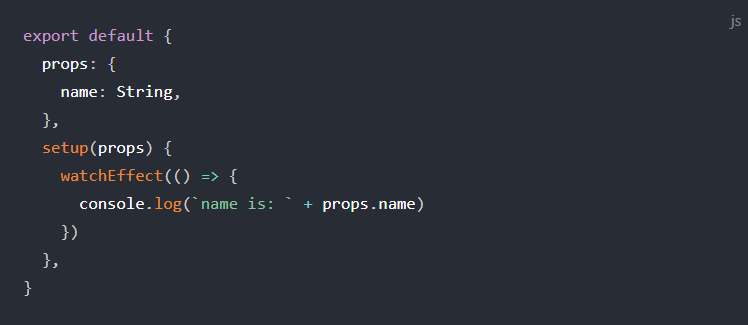 js
export default {
  props: {
    name: String,
  },
  setup(props) {
    watchEffect(() => {
      console.log(`name is: ` + props.name)
    })
  },
}